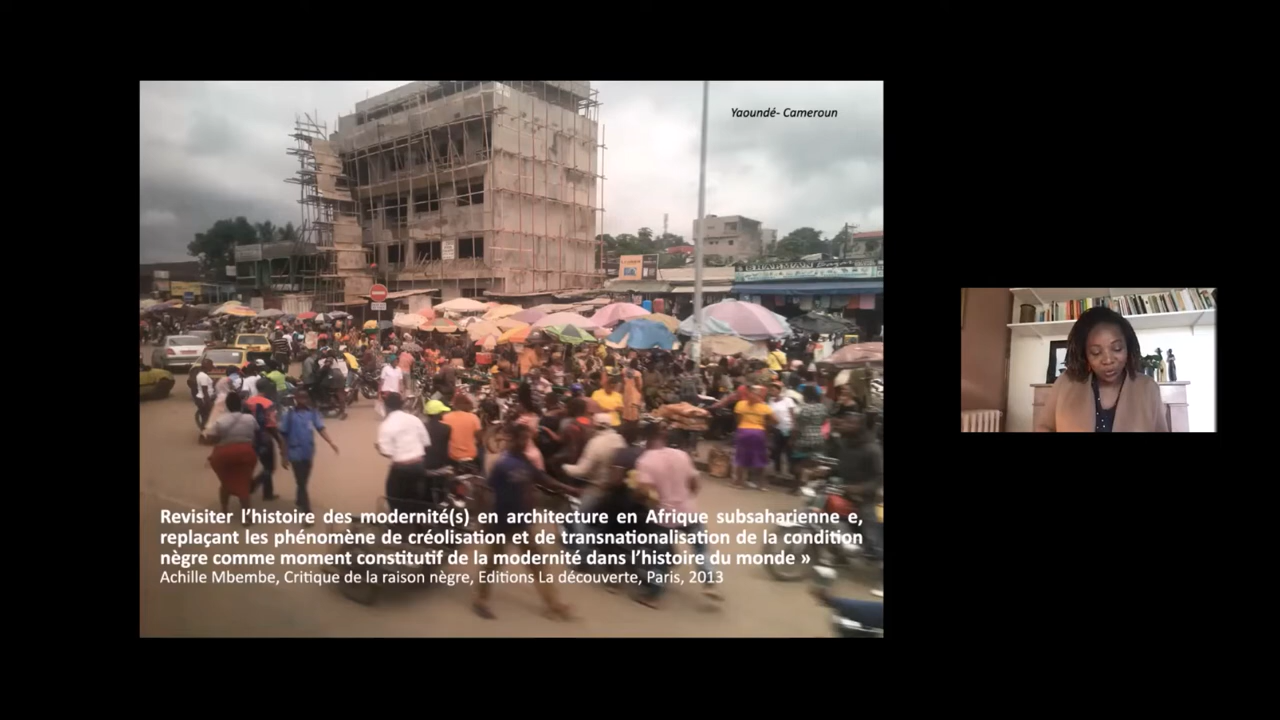 Yaoundé- Cameroun
Revisiter l’histoire des modernité(s) en architecture en Afrique subsaharienne e,
replaçant les phénomène de créolisation et de transnationalisation de la condition
nègre comme moment constitutif de la modernité dans l’histoire du monde »
Achille Mbembe, Critique de la raison nègre, Editions La découverte, Paris, 2013